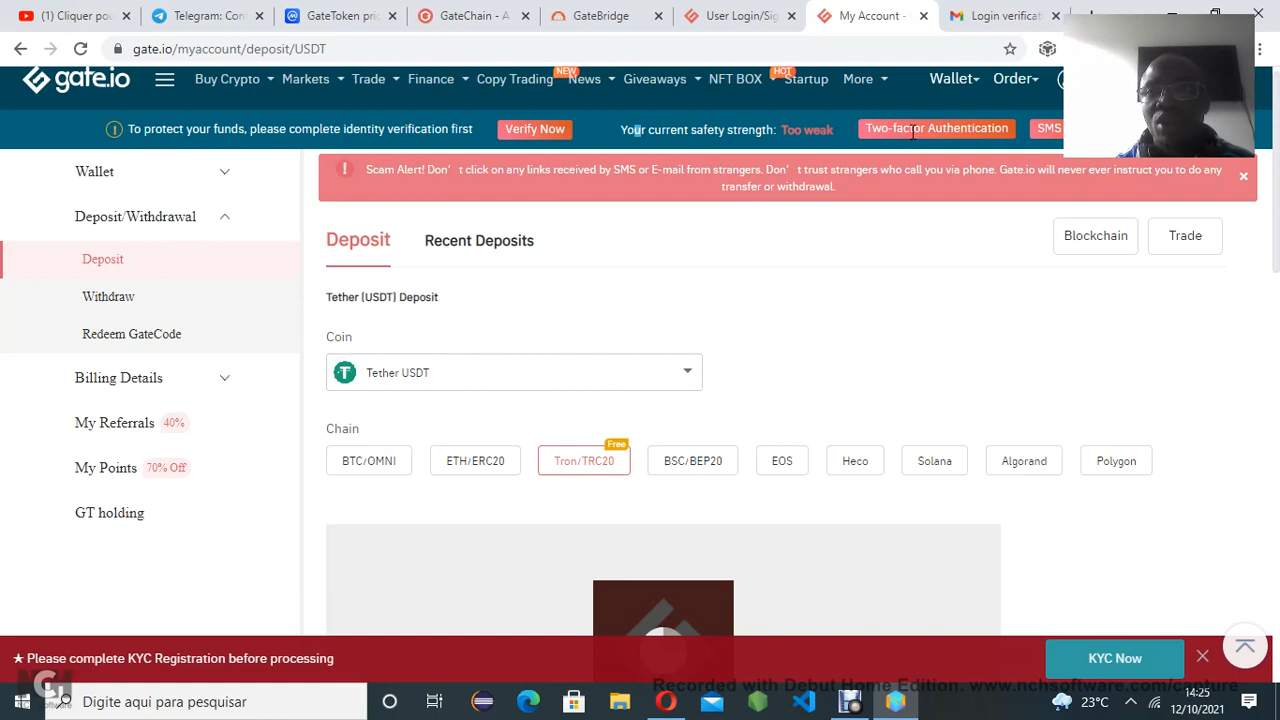 (1) Cliquer pou
Telegram: Con
GateToken pri
GateChain - A
GateBridge
User Login/Sig
My Account -
Login verificat
gate.io/myaccount/deposit/USDT
gate.io
Buy Crypto
Markets
Trade
Finance
Copy Trading
NEW
News
Giveaways
NFT BOX
HOT
Startup
More
Wallet
Order
To protect your funds, please complete identity verification first
Verify Now
Your current safety strength: Too weak
Two-factor Authentication
SMS
Scam Alert! Don't click on any links received by SMS or E-mail from strangers. Don't trust strangers who call you via phone. Gate.io will never ever instruct you to do any
transfer or withdrawal.
Wallet
Deposit/Withdrawal
Deposit
Withdraw
Redeem GateCode
Billing Details
My Referrals 40%
My Points 70% Off
GT holding
Deposit
Recent Deposits
Blockchain
Trade
Tether (USDT) Deposit
Coin
Tether USDT
Chain
Free
BTC/OMNI
ETH/ERC20
Tron/TRC20
BSC/BEP20
EOS
Heco
Solana
Algorand
Polygon
★ Please complete KYC Registration before processing
KYC Now
NCH
Software
Recorded with Debut Home Edition. www.nchsoftware.com/capture
Digite aqui para pesquisar
23°C
14:25
12/10/2021